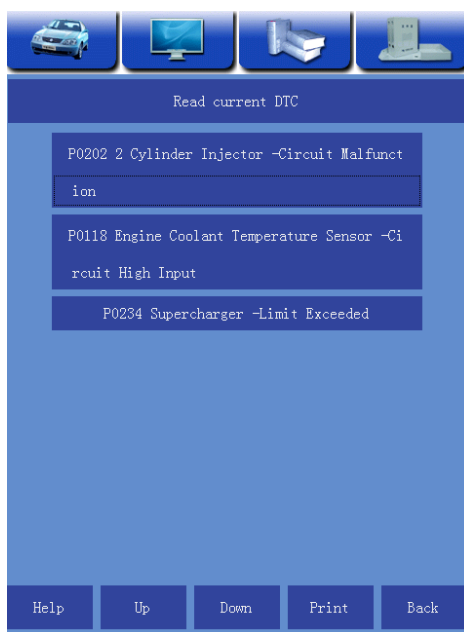 Read current DTC
P0202 2 Cylinder Injector -Circuit Malfunct
ion
P0118 Engine Coolant Temperature Sensor -Ci
rcuit High Input
P0234 Supercharger -Limit Exceeded
Help Up Down Print Back